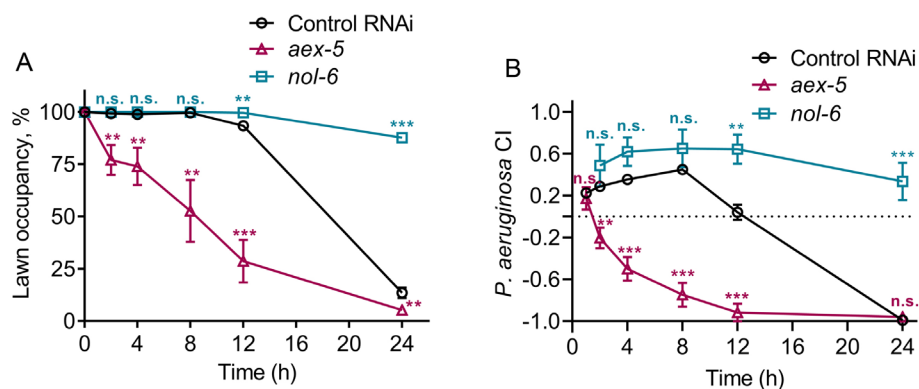 A
Control RNAi
aex-5
nol-6
Lawn occupancy, %
100
75
50
25
0
n.s. n.s. n.s. ** ***
** ** ** *** **
0 4 8 12 16 20 24
Time (h)
B
Control RNAi
aex-5
nol-6
P. aeruginosa CI
1.0
0.6
0.2
-0.2
-0.6
-1.0
n.s. n.s. n.s. ** ***
n.s. ** *** *** *** n.s.
0 4 8 12 16 20 24
Time (h)